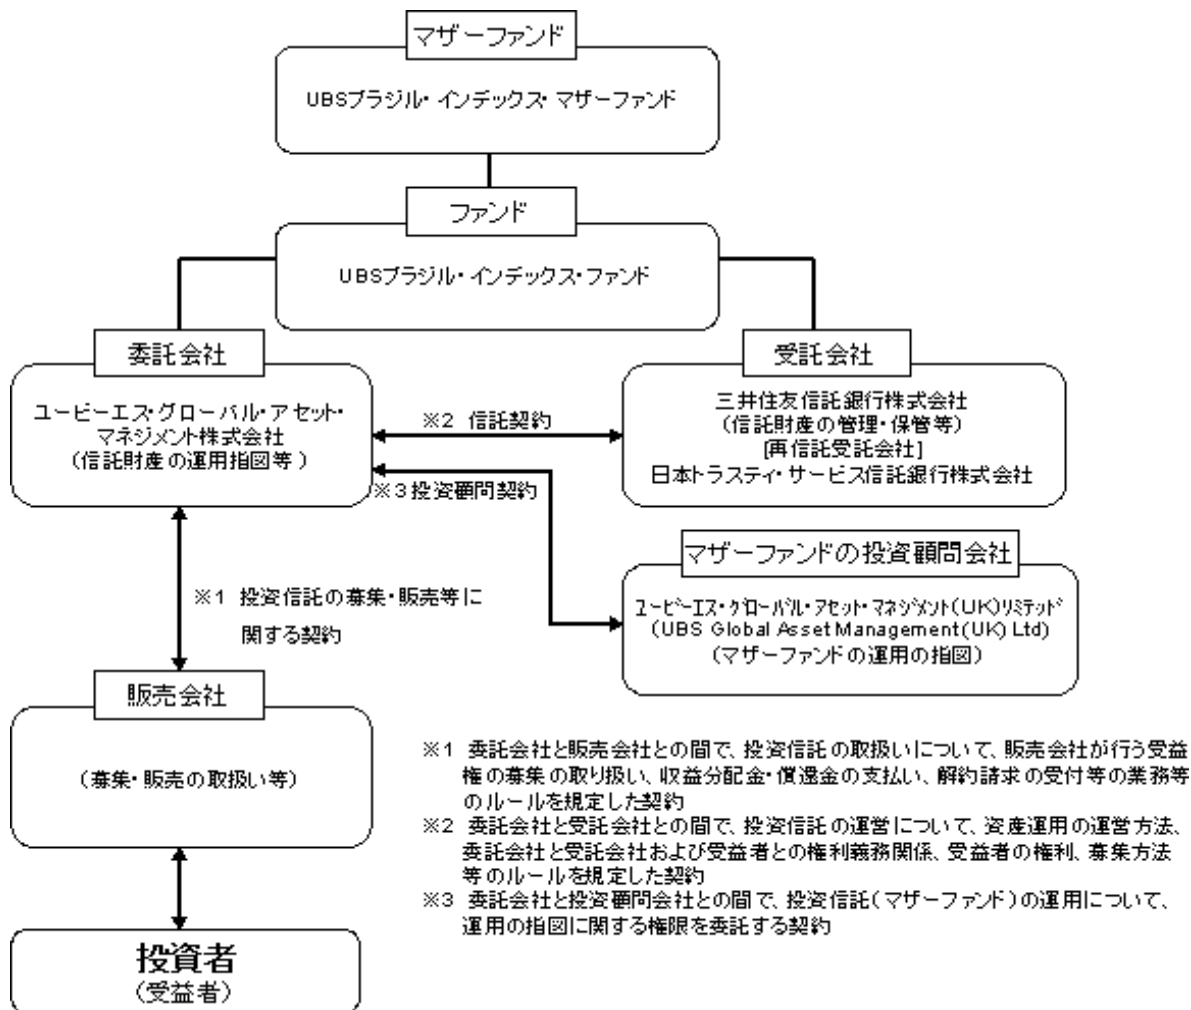 マザーファンド
UBSブラジル・インデックス・マザーファンド
ファンド
UBSブラジル・インデックス・ファンド
委託会社
ユービーエス・グローバル・アセット・
マネジメント株式会社
(信託財産の運用指図等)
※2 信託契約
※3投資顧問契約
受託会社
三井住友信託銀行株式会社
(信託財産の管理・保管等)
[再信託受託会社]
日本トラスティ・サービス信託銀行株式会社
マザーファンドの投資顧問会社
ユービーエス・グローバル・アセット・マネジメント(UK)リミテッド
(UBS Global Asset Management(UK) Ltd)
(マザーファンドの運用の指図)
※1 投資信託の募集・販売等に
関する契約
販売会社
(募集・販売の取扱い等)
投資者
(受益者)
※1 委託会社と販売会社との間で、投資信託の取扱いについて、販売会社が行う受益
権の募集の取り扱い、収益分配金・償還金の支払い、解約請求の受付等の業務等
のルールを規定した契約
※2 委託会社と受託会社との間で、投資信託の運営について、資産運用の運営方法、
委託会社と受託会社および受益者との権利義務関係、受益者の権利、募集方法
等のルールを規定した契約
※3 委託会社と投資顧問会社との間で、投資信託(マザーファンド)の運用について、
運用の指図に関する権限を委託する契約